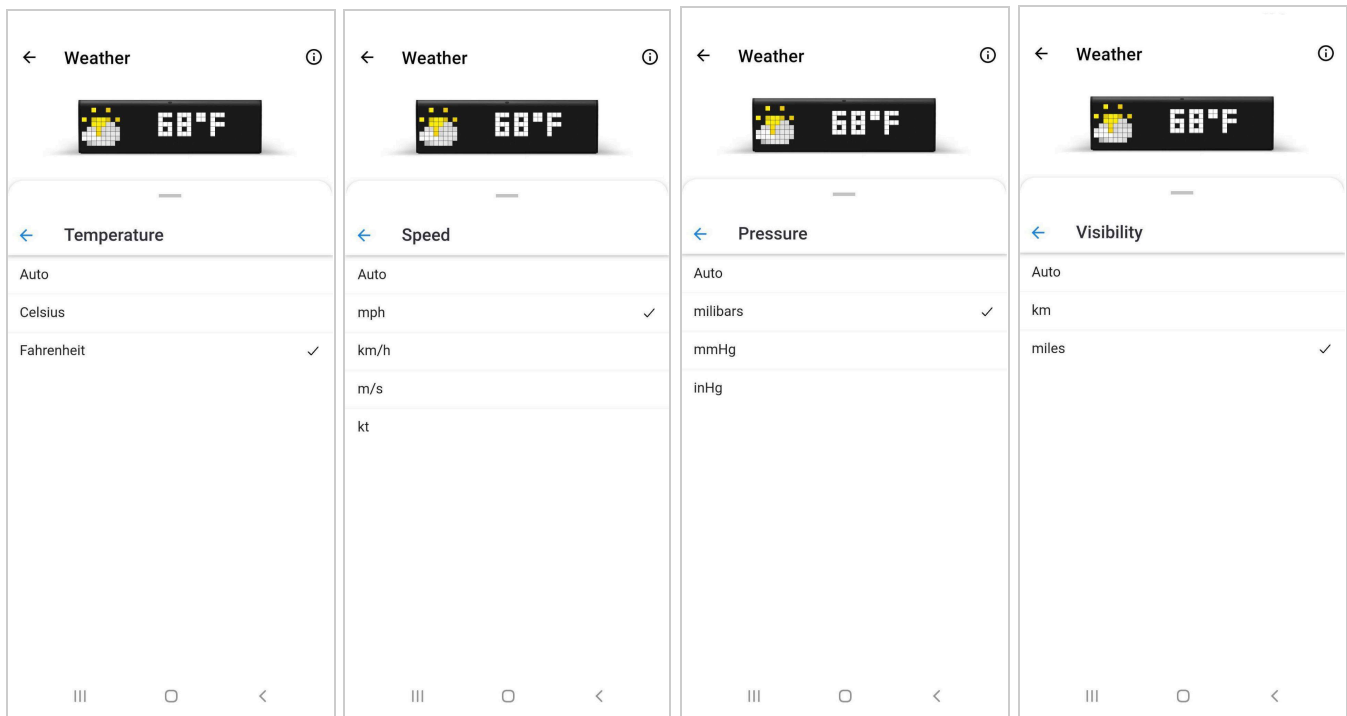 Weather
68°F
Temperature
Auto
Celsius
Fahrenheit
Weather
68°F
Speed
Auto
mph
km/h
m/s
kt
Weather
68°F
Pressure
Auto
milibars
mmHg
inHg
Weather
68°F
Visibility
Auto
km
miles